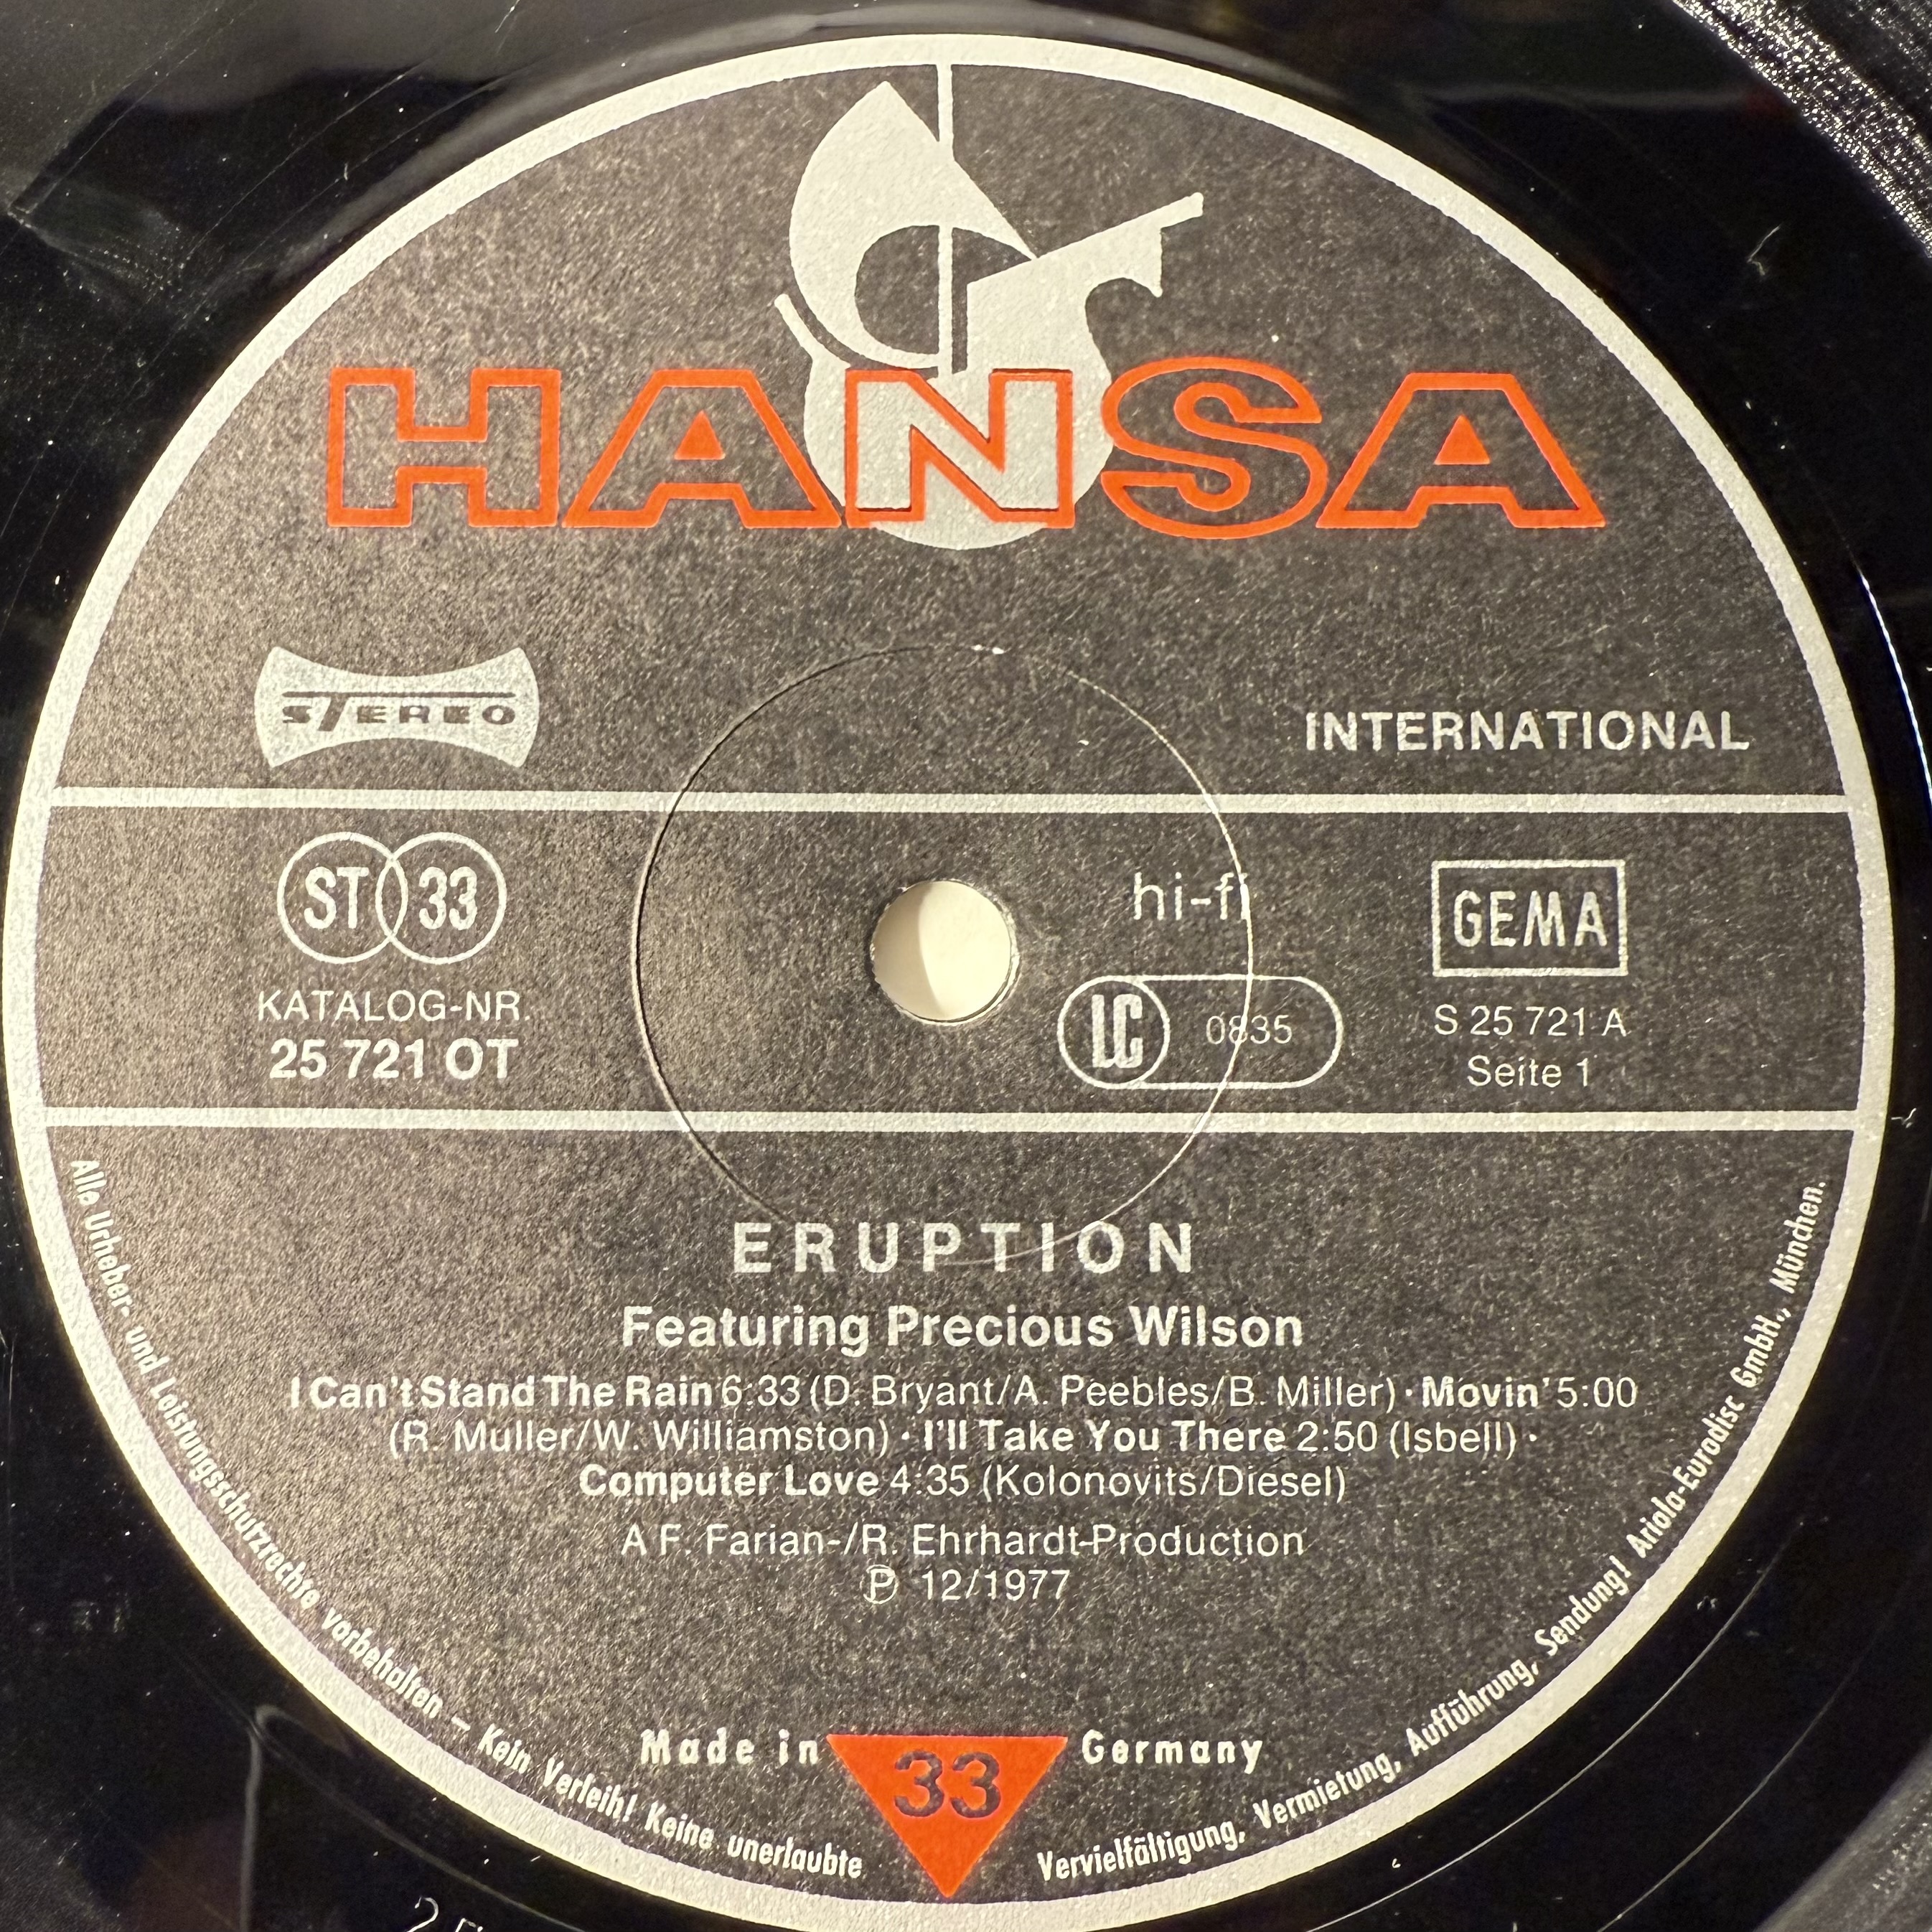 HANSA
STEREO
INTERNATIONAL
ST 33
hi-fi
GEMA
KATALOG-NR.
25 721 OT
LC 0835
S 25 721 A
Seite 1
ERUPTION
Featuring Precious Wilson
I Can't Stand The Rain 6:33 (D. Bryant/A. Peebles/B. Miller) · Movin' 5:00
(R. Muller/W. Williamston) · I'll Take You There 2:50 (Isbell) ·
Computer Love 4:35 (Kolonovits/Diesel)
A F. Farian-/R. Ehrhardt-Production
Ⓟ 12/1977
Made in 33 Germany
Alle Urheber- und Leistungsschutzrechte vorbehalten – Kein Verleih! Keine unerlaubte Vervielfältigung, Vermietung, Aufführung, Sendung! Ariola-Eurodisc GmbH., München.